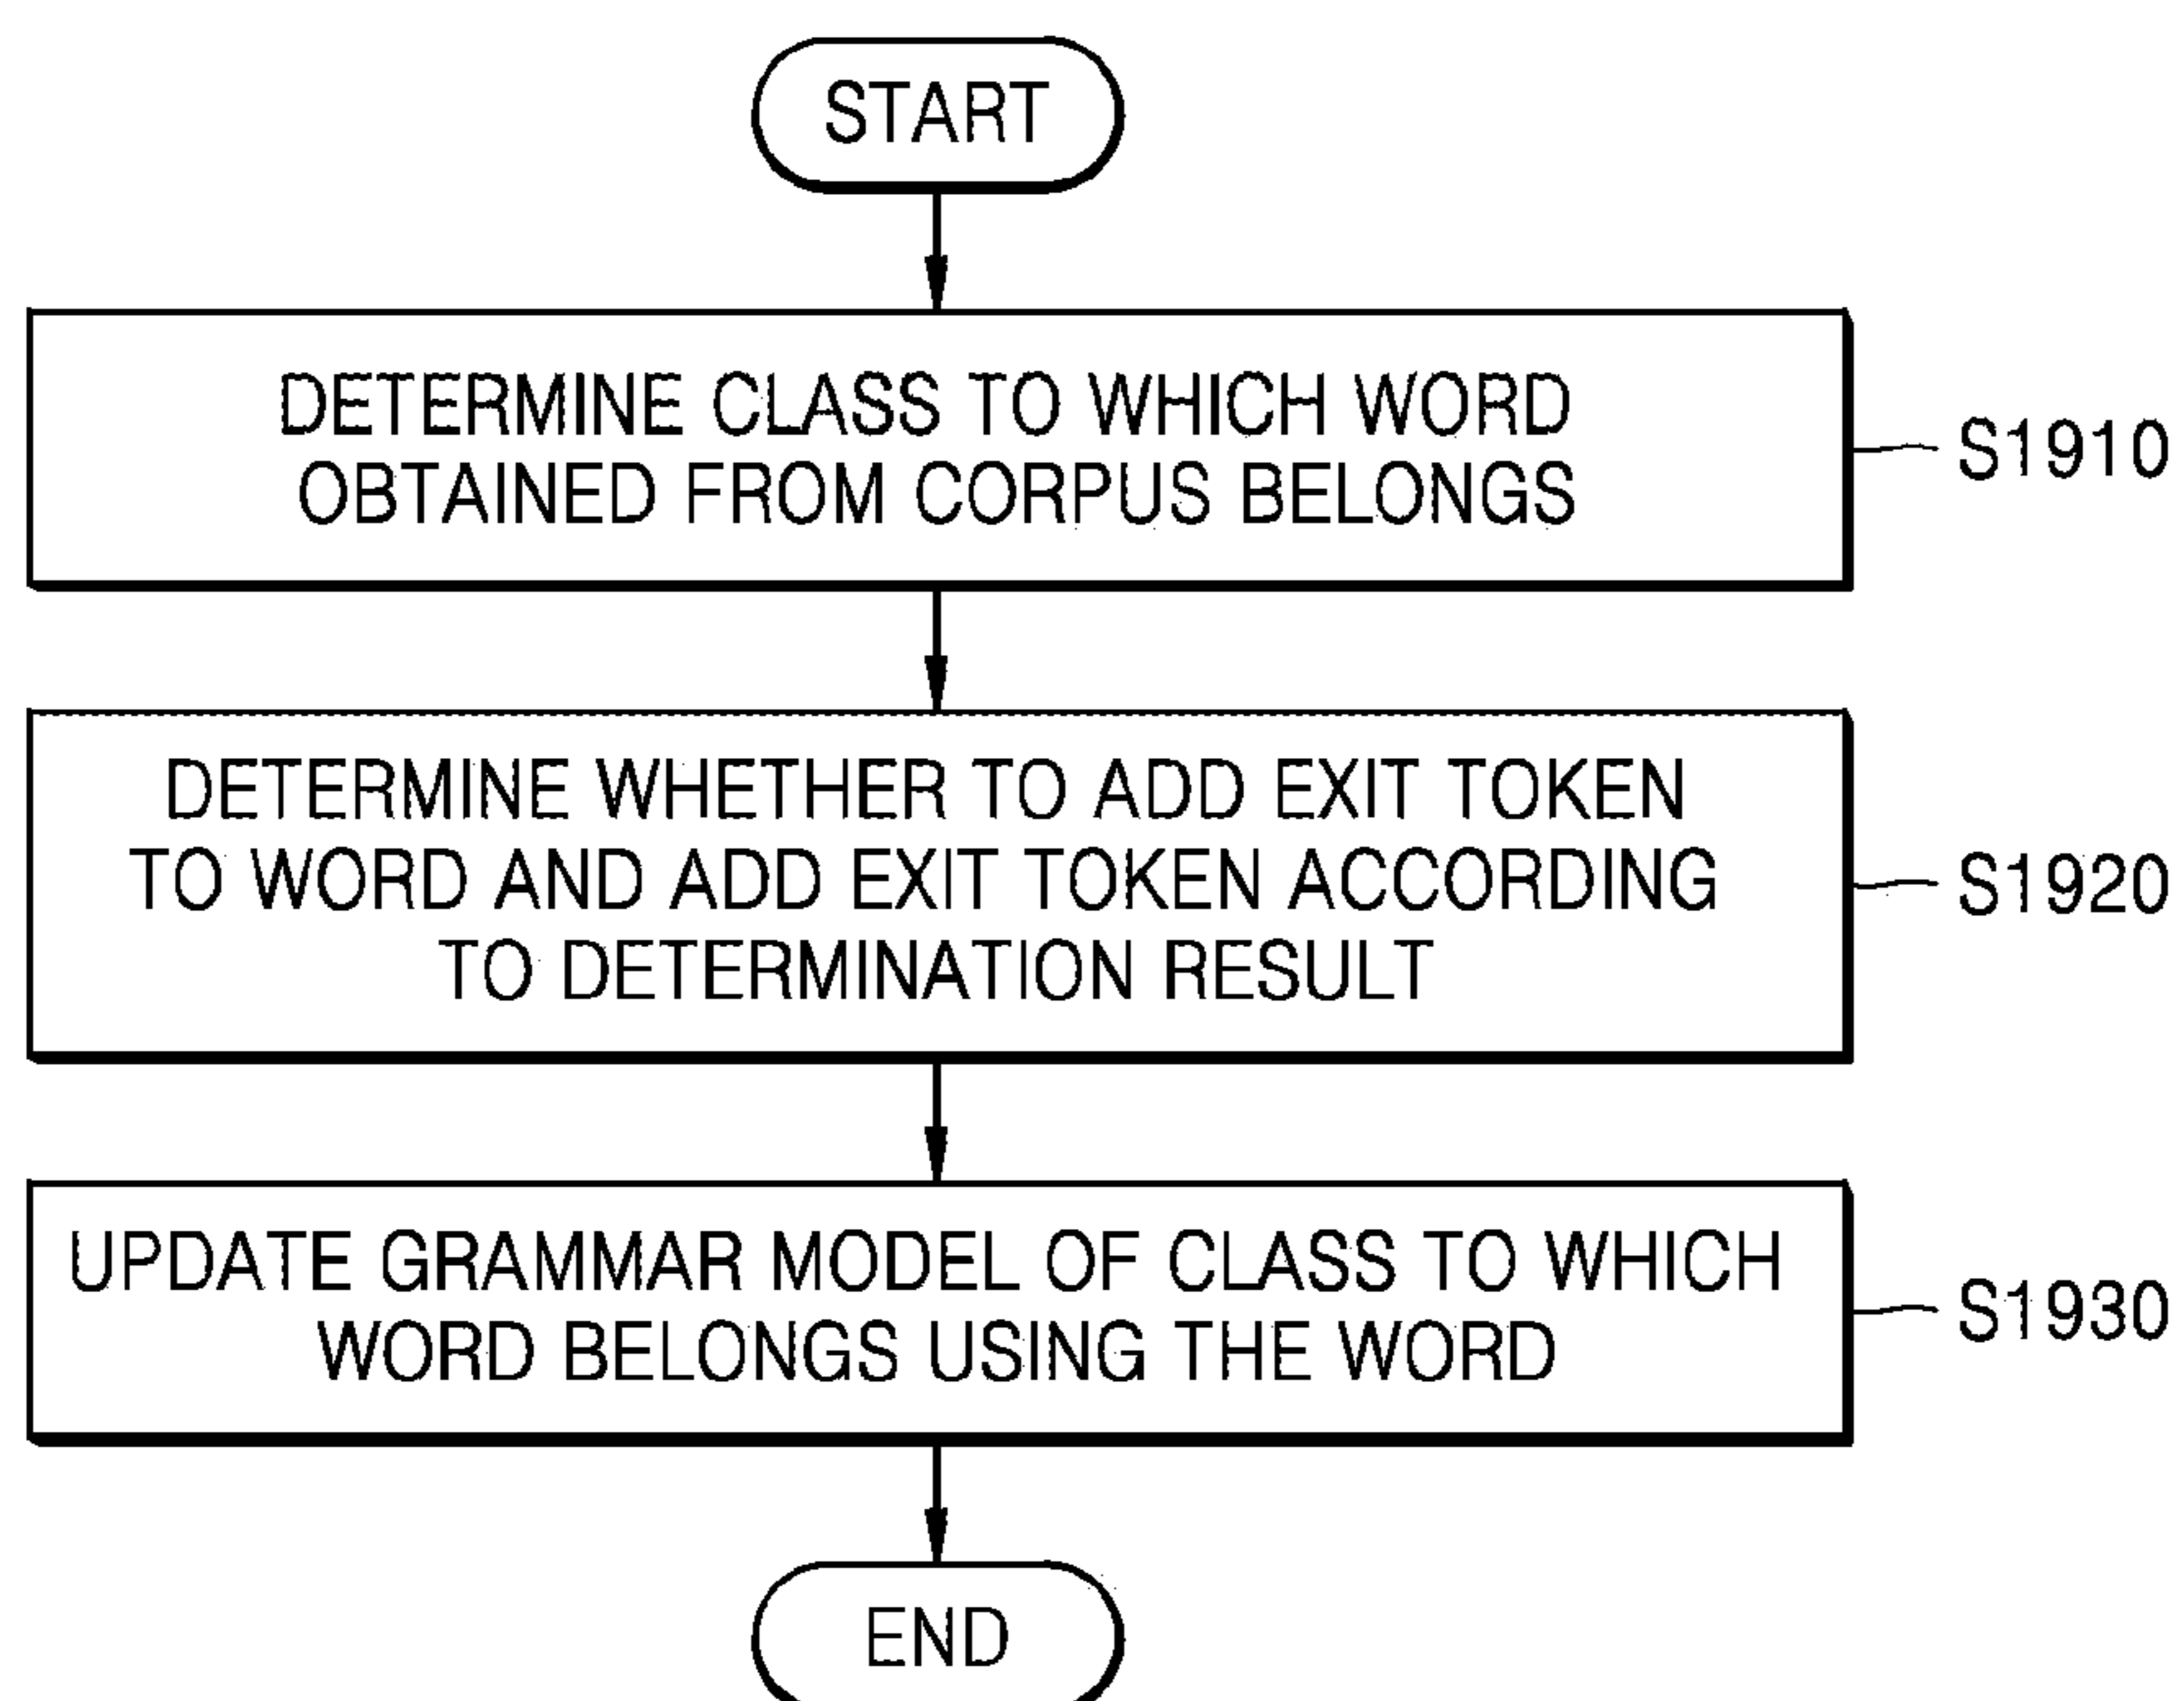 START
DETERMINE CLASS TO WHICH WORD
OBTAINED FROM CORPUS BELONGS
S1910
DETERMINE WHETHER TO ADD EXIT TOKEN
TO WORD AND ADD EXIT TOKEN ACCORDING
TO DETERMINATION RESULT
S1920
UPDATE GRAMMAR MODEL OF CLASS TO WHICH
WORD BELONGS USING THE WORD
S1930
END